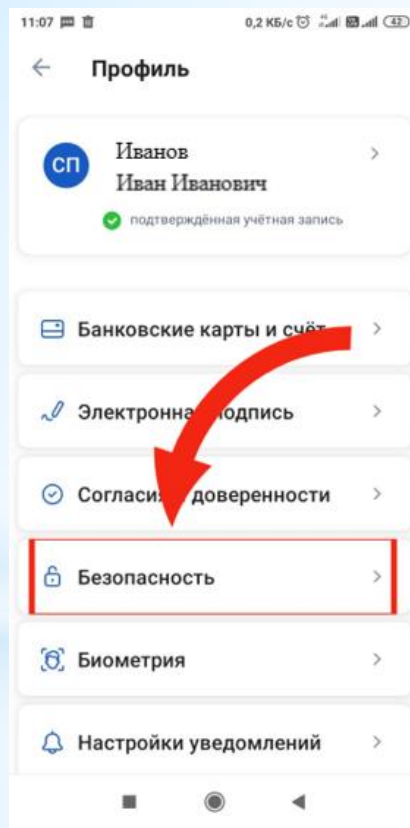 11:07 0,2 КБ/с 4G 42
Профиль
СП
Иванов
Иван Иванович
подтверждённая учётная запись
Банковские карты и счёт
Электронная подпись
Согласия доверенности
Безопасность
Биометрия
Настройки уведомлений